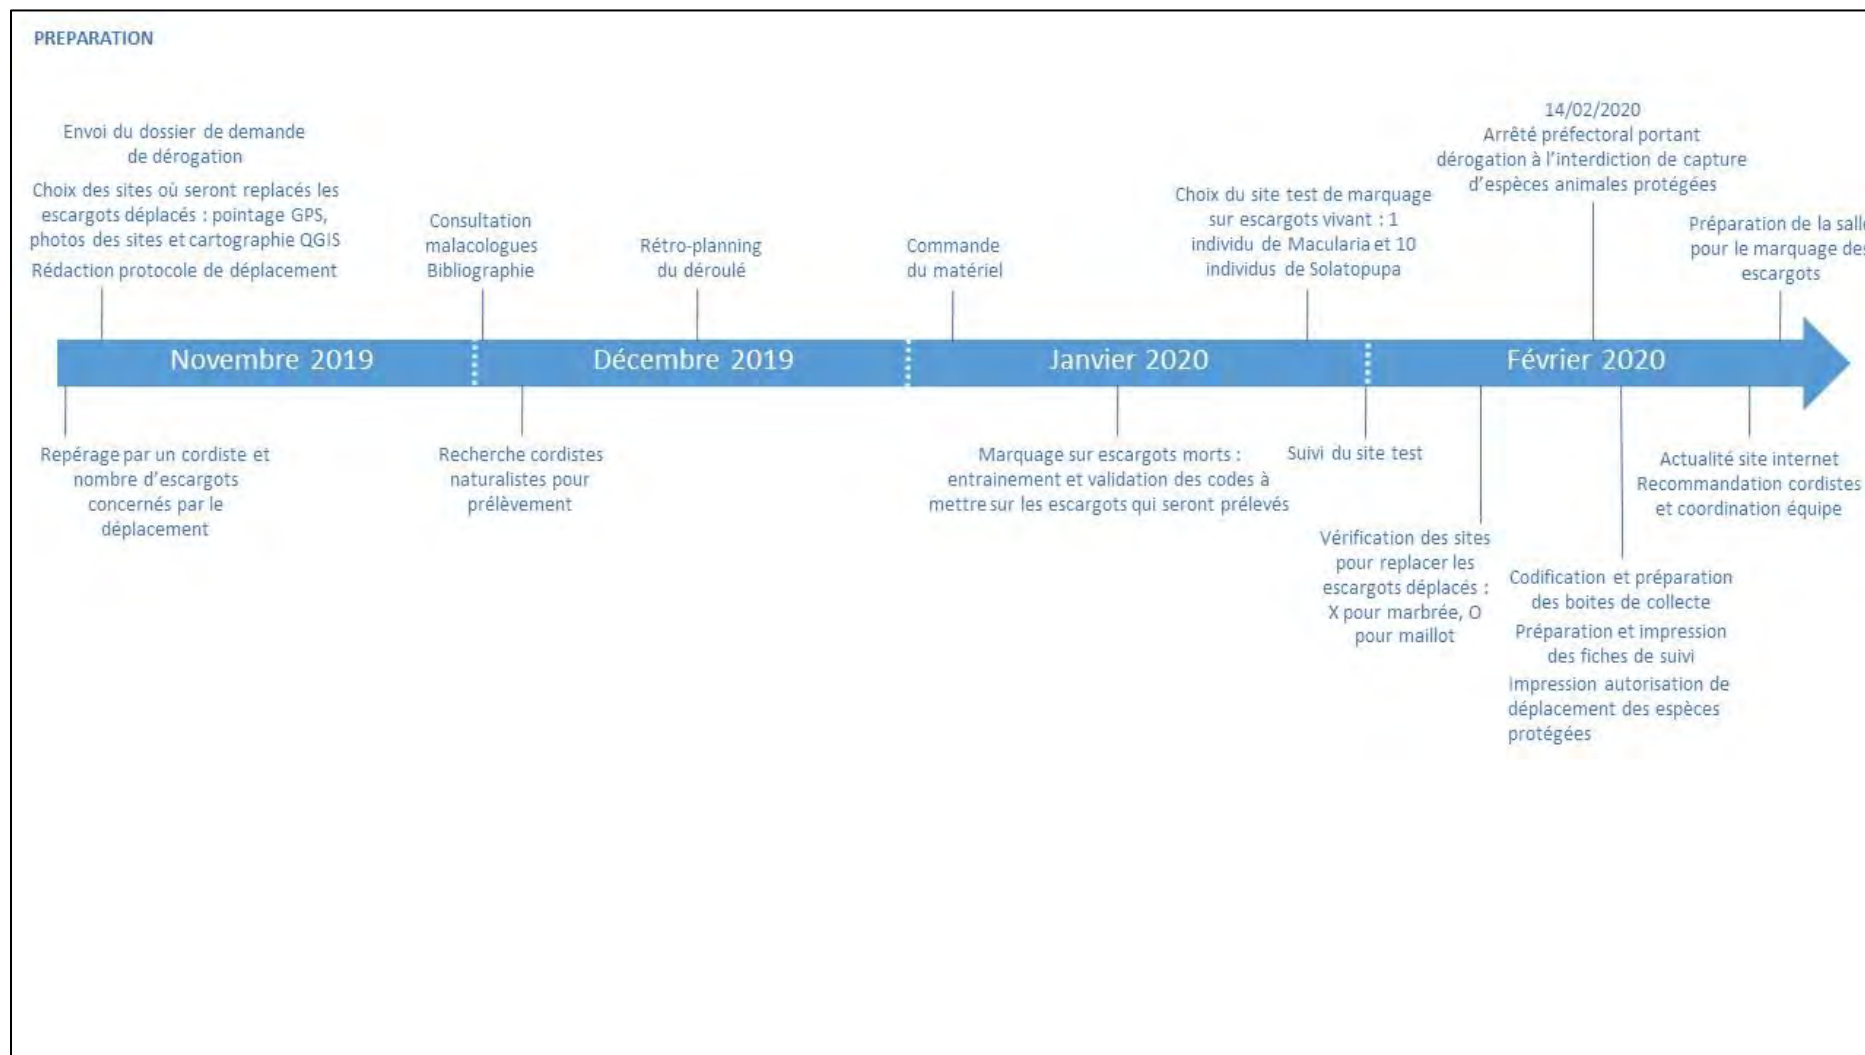 PREPARATION
Envoi du dossier de demande
de dérogation
Choix des sites où seront replacés les
escargots déplacés : pointage GPS,
photos des sites et cartographie QGIS
Rédaction protocole de déplacement
Consultation
malacologues
Bibliographie
Rétro-planning
du déroulé
Commande
du matériel
Choix du site test de marquage
sur escargots vivant : 1
individu de Macularia et 10
individus de Solatopupa
14/02/2020
Arrêté préfectoral portant
dérogation à l'interdiction de capture
d'espèces animales protégées
Préparation de la salle
pour le marquage des
escargots
Novembre 2019
Décembre 2019
Janvier 2020
Février 2020
Repérage par un cordiste et
nombre d'escargots
concernés par le
déplacement
Recherche cordistes
naturalistes pour
prélèvement
Marquage sur escargots morts :
entrainement et validation des codes à
mettre sur les escargots qui seront prélevés
Suivi du site test
Vérification des sites
pour replacer les
escargots déplacés :
X pour marbrée, O
pour maillot
Codification et préparation
des boites de collecte
Préparation et impression
des fiches de suivi
Impression autorisation de
déplacement des espèces
protégées
Actualité site internet
Recommandation cordistes
et coordination équipe